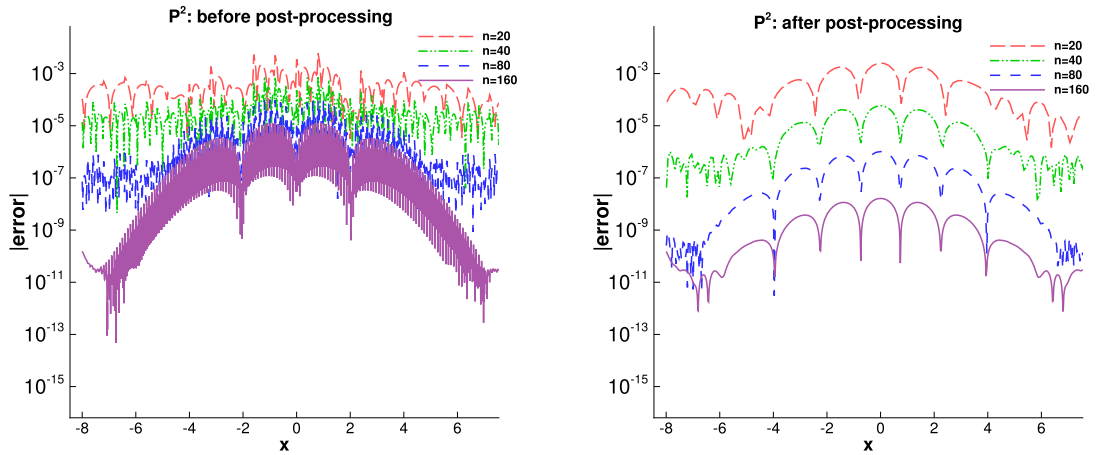 P²: before post-processing
n=20
n=40
n=80
n=160
|error|
10⁻³
10⁻⁵
10⁻⁷
10⁻⁹
10⁻¹¹
10⁻¹³
10⁻¹⁵
-8 -6 -4 -2 0 2 4 6
x
P²: after post-processing
n=20
n=40
n=80
n=160
|error|
10⁻³
10⁻⁵
10⁻⁷
10⁻⁹
10⁻¹¹
10⁻¹³
10⁻¹⁵
-8 -6 -4 -2 0 2 4 6
x